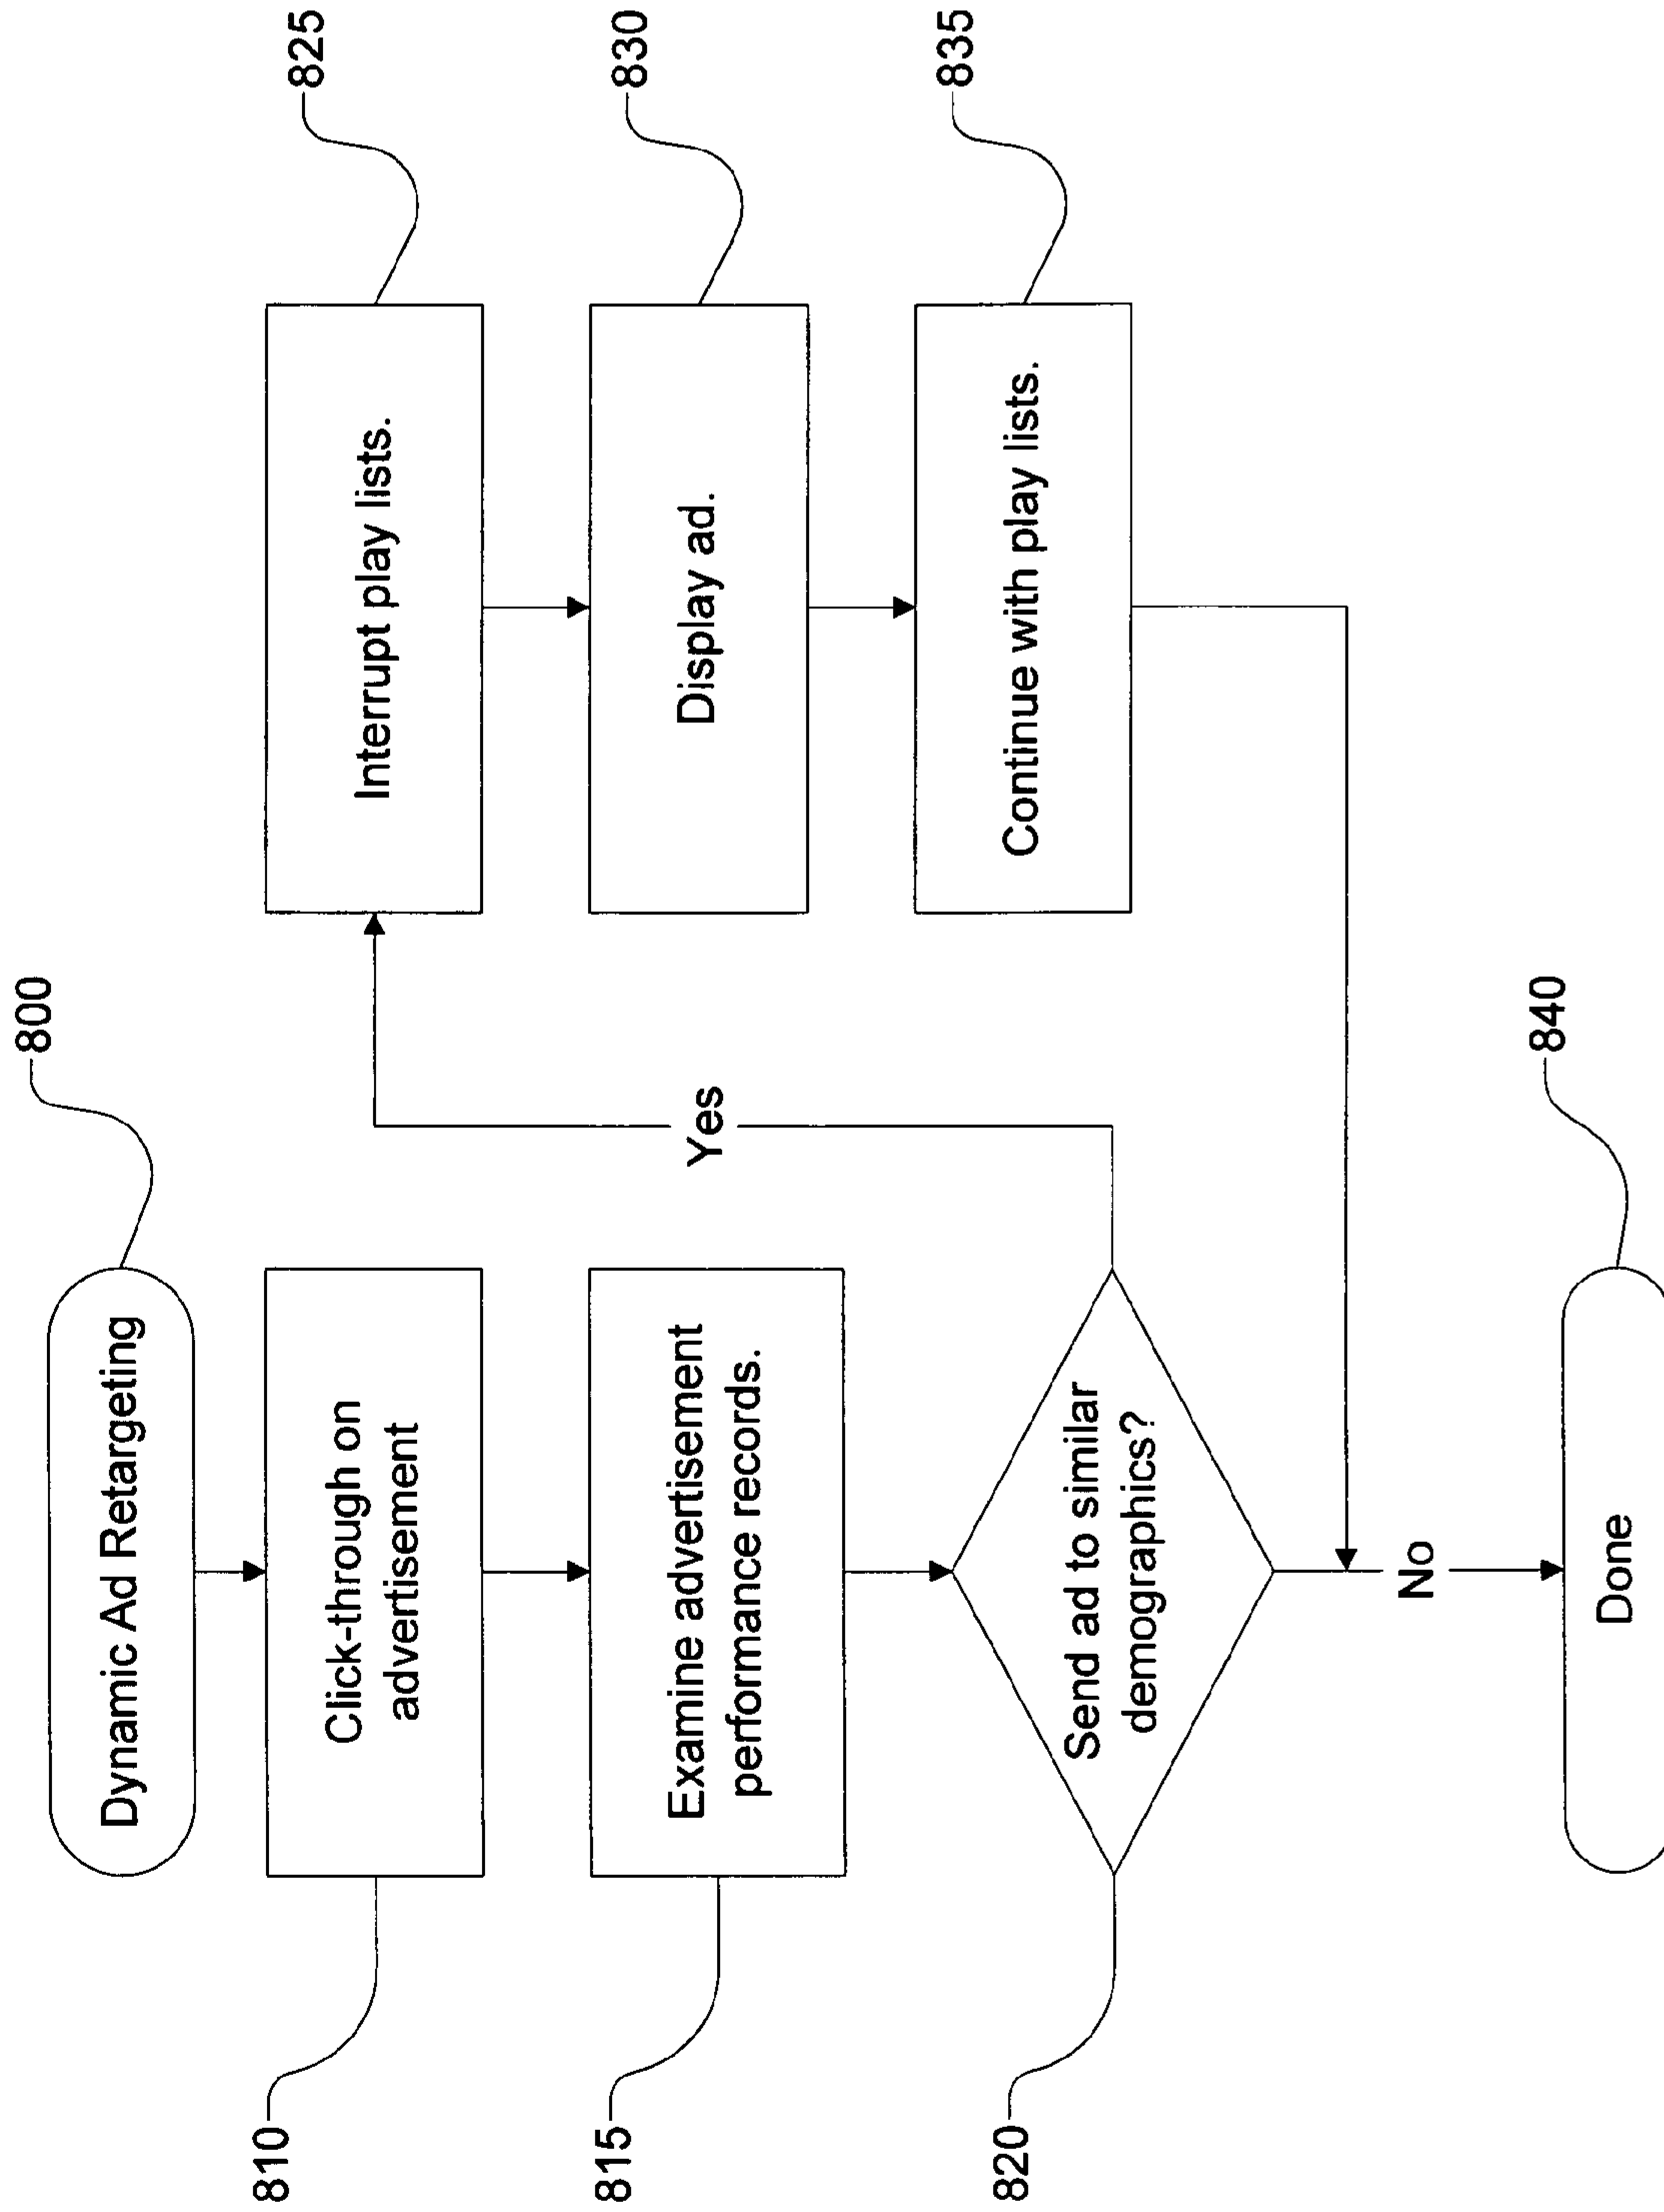 Dynamic Ad Retargeting
800
810
Click-through on
advertisement
815
Examine advertisement
performance records.
820
Send ad to similar
demographics?
Yes
825
Interrupt play lists.
830
Display ad.
835
Continue with play lists.
No
840
Done